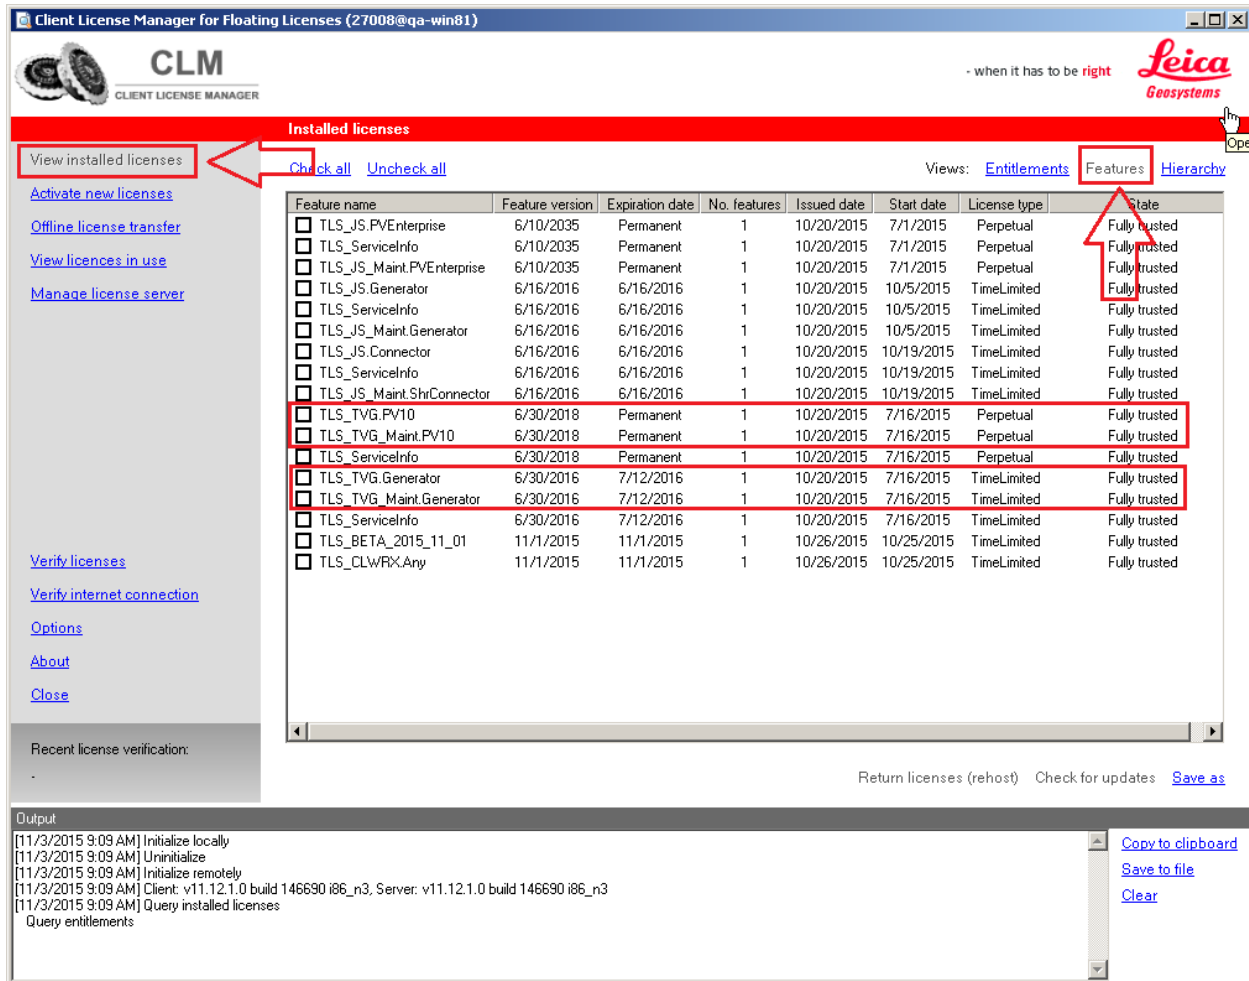 Client License Manager for Floating Licenses (27008@qa-win81)
CLM
CLIENT LICENSE MANAGER
- when it has to be right
Leica
Geosystems
Installed licenses
View installed licenses
Activate new licenses
Offline license transfer
View licences in use
Manage license server
Verify licenses
Verify internet connection
Options
About
Close
Recent license verification:
-
Check all Uncheck all Views: Entitlements Features Hierarchy
Feature name Feature version Expiration date No. features Issued date Start date License type State
TLS_JS.PVEnterprise 6/10/2035 Permanent 1 10/20/2015 7/1/2015 Perpetual Fully trusted
TLS_ServiceInfo 6/10/2035 Permanent 1 10/20/2015 7/1/2015 Perpetual Fully trusted
TLS_JS_Maint.PVEnterprise 6/10/2035 Permanent 1 10/20/2015 7/1/2015 Perpetual Fully trusted
TLS_JS.Generator 6/16/2016 6/16/2016 1 10/20/2015 10/5/2015 TimeLimited Fully trusted
TLS_ServiceInfo 6/16/2016 6/16/2016 1 10/20/2015 10/5/2015 TimeLimited Fully trusted
TLS_JS_Maint.Generator 6/16/2016 6/16/2016 1 10/20/2015 10/5/2015 TimeLimited Fully trusted
TLS_JS.Connector 6/16/2016 6/16/2016 1 10/20/2015 10/19/2015 TimeLimited Fully trusted
TLS_ServiceInfo 6/16/2016 6/16/2016 1 10/20/2015 10/19/2015 TimeLimited Fully trusted
TLS_JS_Maint.ShrConnector 6/16/2016 6/16/2016 1 10/20/2015 10/19/2015 TimeLimited Fully trusted
TLS_TVG.PV10 6/30/2018 Permanent 1 10/20/2015 7/16/2015 Perpetual Fully trusted
TLS_TVG_Maint.PV10 6/30/2018 Permanent 1 10/20/2015 7/16/2015 Perpetual Fully trusted
TLS_ServiceInfo 6/30/2018 Permanent 1 10/20/2015 7/16/2015 Perpetual Fully trusted
TLS_TVG.Generator 6/30/2016 7/12/2016 1 10/20/2015 7/16/2015 TimeLimited Fully trusted
TLS_TVG_Maint.Generator 6/30/2016 7/12/2016 1 10/20/2015 7/16/2015 TimeLimited Fully trusted
TLS_ServiceInfo 6/30/2016 7/12/2016 1 10/20/2015 7/16/2015 TimeLimited Fully trusted
TLS_BETA_2015_11_01 11/1/2015 11/1/2015 1 10/26/2015 10/25/2015 TimeLimited Fully trusted
TLS_CLWRX.Any 11/1/2015 11/1/2015 1 10/26/2015 10/25/2015 TimeLimited Fully trusted
Return licenses (rehost) Check for updates Save as
Output
[11/3/2015 9:09 AM] Initialize locally
[11/3/2015 9:09 AM] Uninitialize
[11/3/2015 9:09 AM] Initialize remotely
[11/3/2015 9:09 AM] Client: v11.12.1.0 build 146690 i86_n3, Server: v11.12.1.0 build 146690 i86_n3
[11/3/2015 9:09 AM] Query installed licenses
Query entitlements
Copy to clipboard
Save to file
Clear